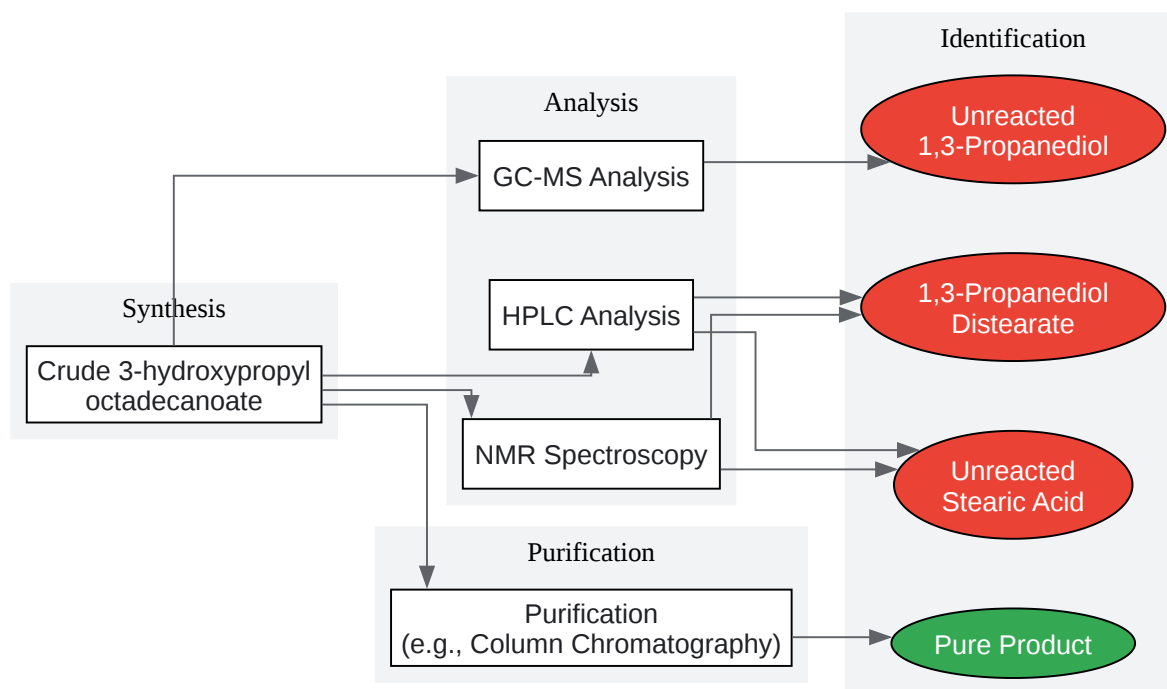 Synthesis
Crude 3-hydroxypropyl
octadecanoate
Analysis
GC-MS Analysis
HPLC Analysis
NMR Spectroscopy
Purification
Purification
(e.g., Column Chromatography)
Identification
Unreacted
1,3-Propanediol
1,3-Propanediol
Distearate
Unreacted
Stearic Acid
Pure Product